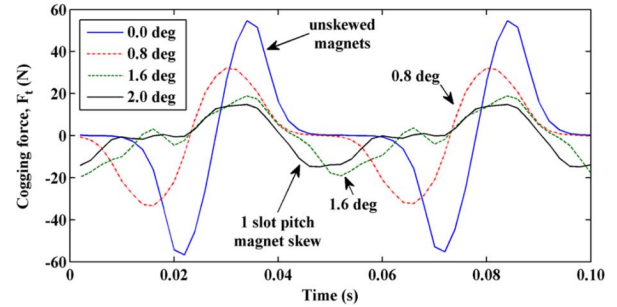 60
40
20
0
-20
-40
-60
Cogging force, Ft (N)
0.0 deg
0.8 deg
1.6 deg
2.0 deg
unskewed
magnets
0.8 deg
1.6 deg
1 slot pitch
magnet skew
0
0.02
0.04
0.06
0.08
0.10
Time (s)